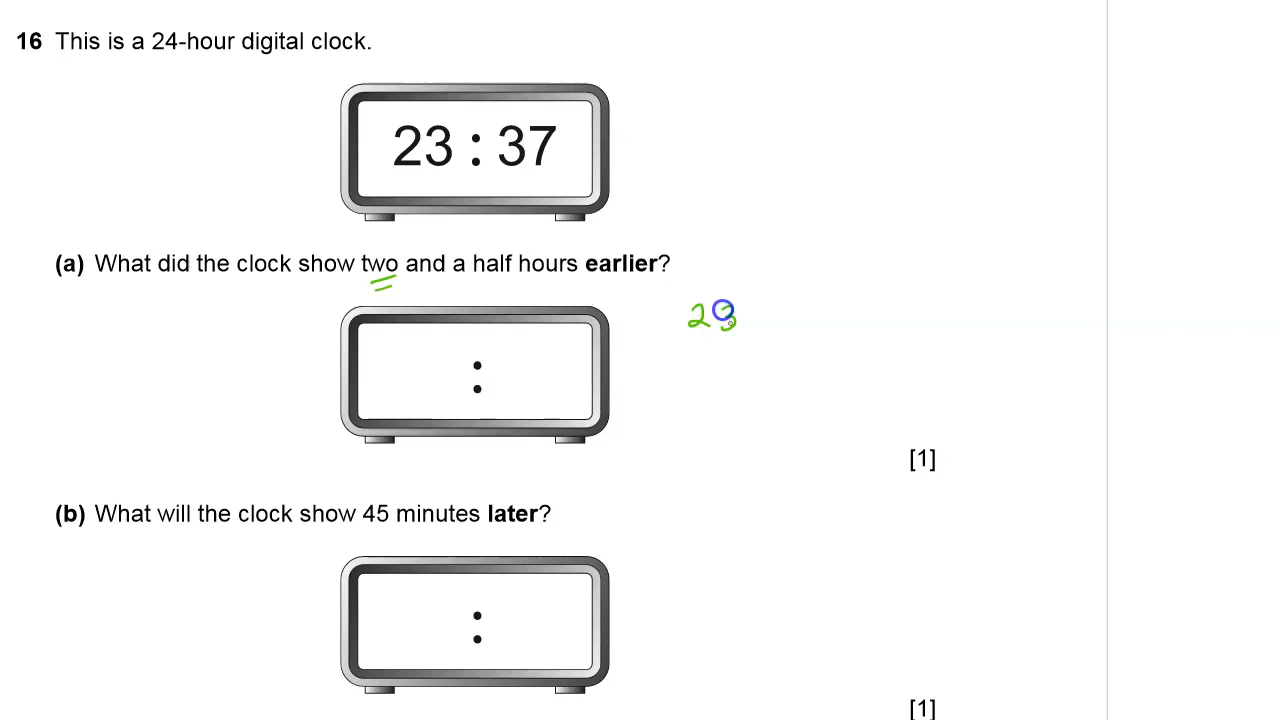 16 This is a 24-hour digital clock.
23 : 37
(a) What did the clock show two and a half hours earlier?
23
:
[1]
(b) What will the clock show 45 minutes later?
:
[1]